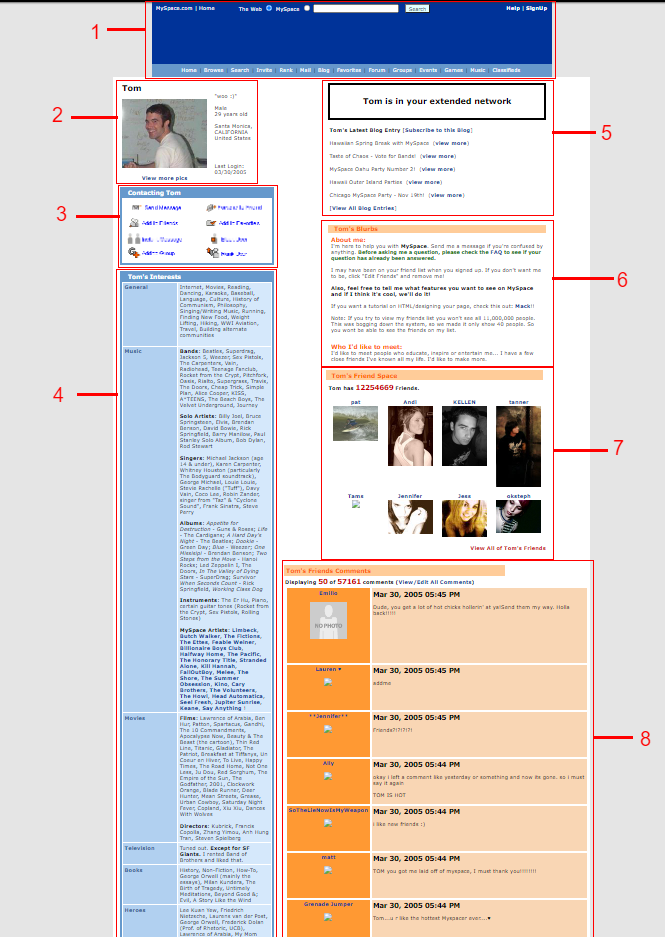 MySpace.com | Home
The Web MySpace
Search
Help | SignUp
Home | Browse | Search | Invite | Rank | Mail | Blog | Favorites | Forum | Groups | Events | Games | Music | Classifieds
1
2
3
4
Tom
"woo :)"
Male
29 years old
Santa Monica,
CALIFORNIA
United States
Last Login:
03/30/2005
View more pics
Contacting Tom
Send Message
Forward to Friend
Add to Friends
Add to Favorites
Instant Message
Block User
Add to Group
Rank User
Tom's Interests
General
Internet, Movies, Reading,
Dancing, Karaoke, Baseball,
Language, Culture, History of
Communism, Philosophy,
Singing/Writing Music, Running,
Finding New Food, Weight
Lifting, Hiking, WWI Aviation,
Travel, Building alternate
communities
Music
Bands: Beatles, Superdrag,
Jackson 5, Weezer, Sex Pistols,
The Carpenters, Vain,
Radiohead, Teenage Fanclub,
Rocket from the Crypt, Pitchfork,
Oasis, Rialto, Supergrass, Travis,
The Doors, Cheap Trick, Simple
Plan, Alice Cooper, KISS,
A*TEENS, The Beach Boys, The
Velvet Underground, Journey
Solo Artists: Billy Joel, Bruce
Springsteen, Elvis, Brendan
Benson, David Bowie, Rick
Springfield, Barry Manilow, Paul
Stanley Solo Album, Bob Dylan,
Rod Stewart
Singers: Michael Jackson (age
14 & under), Karen Carpenter,
Whitney Houston (particularly
The Bodyguard soundtrack),
George Michael, Louie Louie,
Stevie Rachelle ("Tuff"), Davy
Vain, Coco Lee, Robin Zander,
singer from "Taz" & "Cyclone
Sound", Frank Sinatra, Steve
Perry
Albums: Appetite for
Destruction - Guns & Roses; Life
- The Cardigans; A Hard Day's
Night - The Beatles; Dookie -
Green Day; Blue - Weezer; One
Missisipi - Brendan Benson; Two
Steps from the Move - Hanoi
Rocks; Led Zeppelin I, The
Doors, In The Valley of Dying
Stars - SuperDrag; Survivor
When Seconds Count - Rick
Springfield, Working Class Dog
Instruments: The Er Hu, Piano,
certain guitar tones (Rocket from
the Crypt, Sex Pistols, Rolling
Stones)
MySpace Artists: Limbeck,
Butch Walker, The Fictions,
The Ettes, Feable Weiner,
Billionaire Boys Club,
Halfway Home, The Pacific,
The Honorary Title, Stranded
Alone, Kill Hannah,
FallOutBoy, Melee, The
Shore, The Summer
Obsession, Kino, Cary
Brothers, The Volunteers,
The Howl, Head Automatica,
Seel Fresh, Jupiter Sunrise,
Keane, Say Anything !
Movies
Films: Lawrence of Arabia, Ben
Hur, Patton, Spartacus, Gandhi,
The 10 Commandments,
Apocalypse Now, Beauty & The
Beast (the cartoon), Thin Red
Line, Titanic, Gladiator, The
Patriot, Breakfast at Tiffanys, Un
Coeur en Hiver, To Live, Happy
Times, The Road Home, Not One
Less, Ju Dou, Red Sorghum, The
Empire of the Sun, The
Godfather, 2001, Clockwork
Orange, Blade Runner, Deer
Hunter, Mean Streets, Grease,
Urban Cowboy, Saturday Night
Fever, Copland, Xiu Xiu, Dances
With Wolves
Directors: Kubrick, Francis
Copolla, Zhang Yimou, Anh Hung
Tran, Steven Spielberg
Television
Tuned out. Except for SF
Giants. I rented Band of
Brothers and liked that.
Books
History, Non-Fiction, How-To,
George Orwell (mainly the
essays), Milan Kundera, The
Birth of Tragedy, Untimely
Meditations, Beyond Good &;
Evil, A Story Like the Wind
Heroes
Lee Kuan Yew, Friedrich
Nietzsche, Laurens van der Post,
George Orwell, Frederick Dolan
(Prof. of Rhetoric, UCB),
Lawrence of Arabia, My Mom
5
6
7
8
Tom is in your extended network
Tom's Latest Blog Entry [Subscribe to this Blog]
Hawaiian Spring Break with MySpace (view more)
Taste of Chaos - Vote for Bands! (view more)
MySpace Oahu Party Number 2! (view more)
Hawaii Outer Island Parties (view more)
Chicago MySpace Party - Nov 19th! (view more)
[View All Blog Entries]
Tom's Blurbs
About me:
I'm here to help you with MySpace. Send me a message if you're confused by
anything. Before asking me a question, please check the FAQ to see if your
question has already been answered.
I may have been on your friend list when you signed up. If you don't want me
to be, click "Edit Friends" and remove me!
Also, feel free to tell me what features you want to see on MySpace
and if I think it's cool, we'll do it!
If you want a tutorial on HTML/designing your page, check this out: Mack!!
Note: If you try to view my friends list you won't see all 11,000,000 people.
This was bogging down the system, so we made it only show 40 people. So
you wont be able to see the friends on my list.
Who I'd like to meet:
I'd like to meet people who educate, inspire or entertain me... I have a few
close friends I've known all my life. I'd like to make more.
Tom's Friend Space
Tom has 12254669 Friends.
pat
Andi
KELLEN
tanner
Tama
Jennifer
Jess
oksteph
View All of Tom's Friends
Tom's Friends Comments
Displaying 50 of 57161 comments (View/Edit All Comments)
Emilio
NO PHOTO
Mar 30, 2005 05:45 PM
Dude, you got a lot of hot chicks hollerin' at ya!Send them my way. Holla
back!!!!!
Lauren ♥
Mar 30, 2005 05:45 PM
addme
**Jennifer**
Mar 30, 2005 05:45 PM
Friends?!?!?!?!
Ally
Mar 30, 2005 05:44 PM
okay i left a comment like yesterday or something and now its gone. so i must
say it again
TOM IS HOT
SoTheLieNowIsMyWeapon
Mar 30, 2005 05:44 PM
I like new friends :)
matt
Mar 30, 2005 05:44 PM
TOM you got me laid off of myspace, I must thank you!!!!!!!!
Grenade Jumper
Mar 30, 2005 05:44 PM
Tom...u r like the hottest Myspacer ever...♥